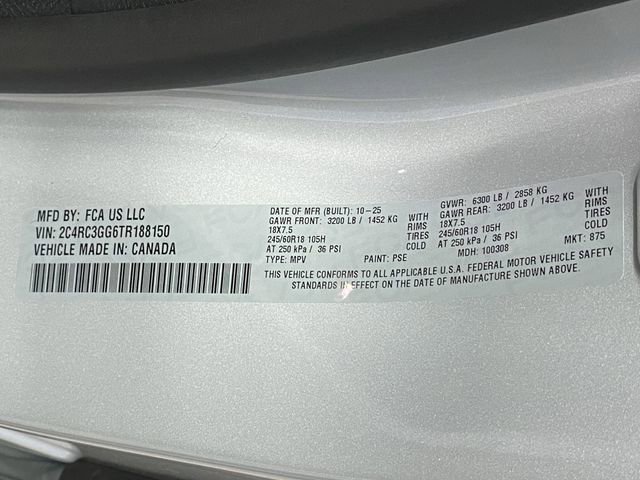 MFD BY: FCA US LLC
VIN: 2C4RC3GG6TR188150
VEHICLE MADE IN: CANADA
DATE OF MFR (BUILT): 10-25 GVWR: 6300 LB / 2858 KG
GAWR FRONT: 3200 LB / 1452 KG WITH GAWR REAR: 3200 LB / 1452 KG WITH
18X7.5 RIMS 18X7.5 RIMS
245/60R18 105H TIRES 245/60R18 105H TIRES
AT 250 kPa / 36 PSI COLD AT 250 kPa / 36 PSI COLD
TYPE: MPV PAINT: PSE MDH: 100308 MKT: 875
THIS VEHICLE CONFORMS TO ALL APPLICABLE U.S.A. FEDERAL MOTOR VEHICLE SAFETY
STANDARDS IN EFFECT ON THE DATE OF MANUFACTURE SHOWN ABOVE.